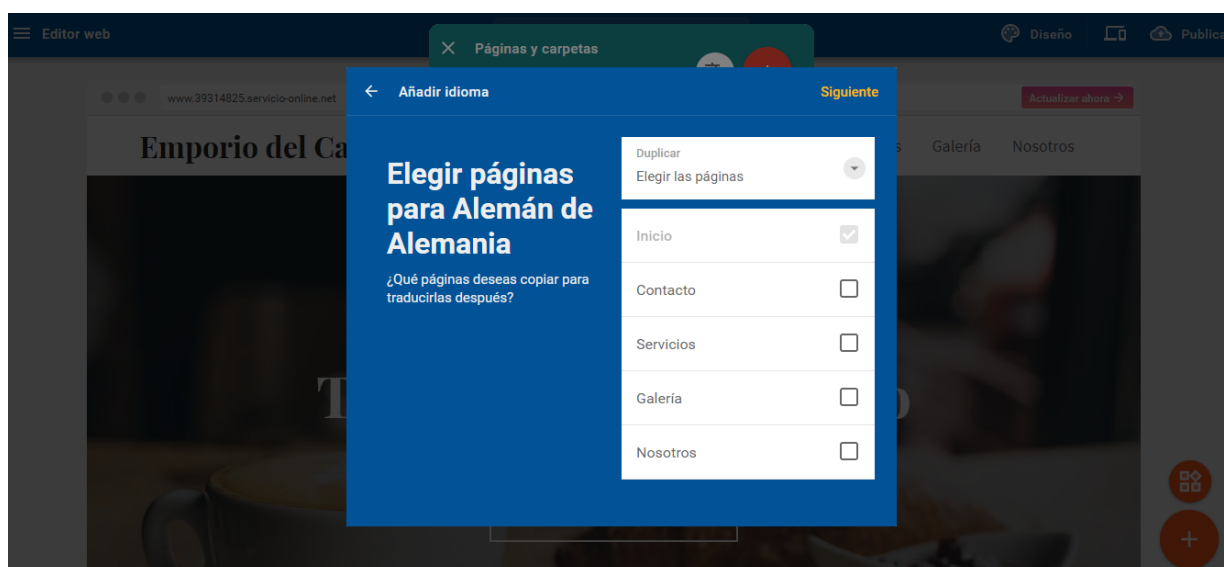 Editor web
Páginas y carpetas
Diseño
www.39314825.servicio-online.net
Añadir idioma
Siguiente
Actualizar ahora →
Emporio del
Galería
Nosotros
Elegir páginas
para Alemán de
Alemania
¿Qué páginas deseas copiar para
traducirlas después?
Duplicar
Elegir las páginas
Inicio
Contacto
Servicios
Galería
Nosotros